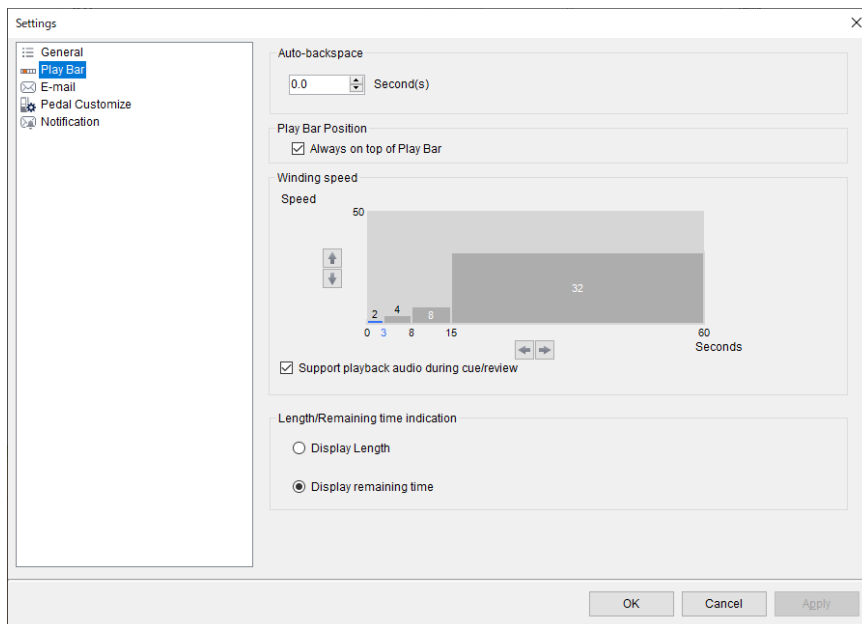 Settings
General
Play Bar
E-mail
Pedal Customize
Notification
Auto-backspace
0.0 Second(s)
Play Bar Position
Always on top of Play Bar
Winding speed
Speed
50
2 4 8 32
0 3 8 15 60
Seconds
Support playback audio during cue/review
Length/Remaining time indication
Display Length
Display remaining time
OK Cancel Apply